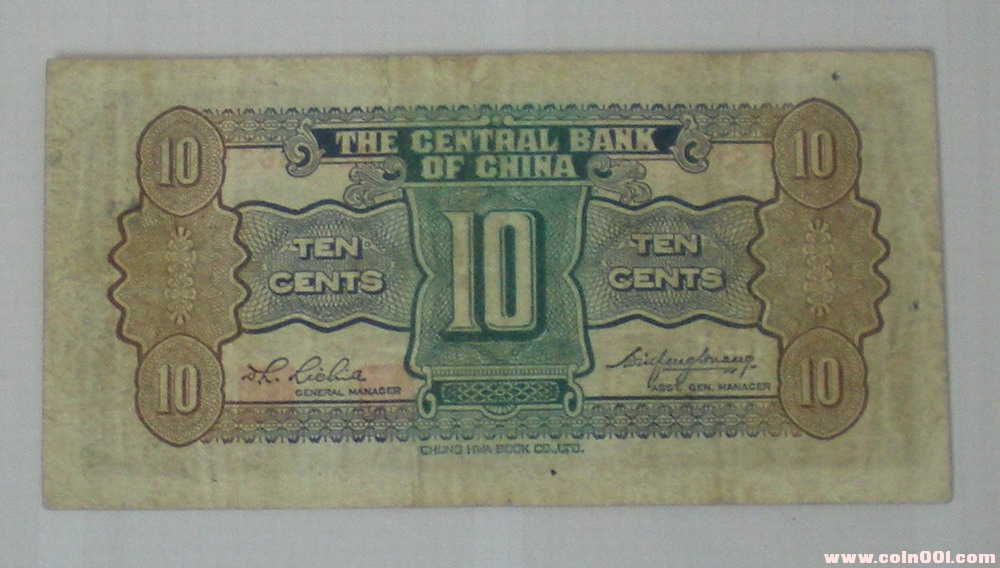 THE CENTRAL BANK
OF CHINA
10
10
TEN
CENTS
10
TEN
CENTS
GENERAL MANAGER
ASST. GEN. MANAGER
10
10
CHUNG HWA BOOK CO., LTD.
www.coin001.com